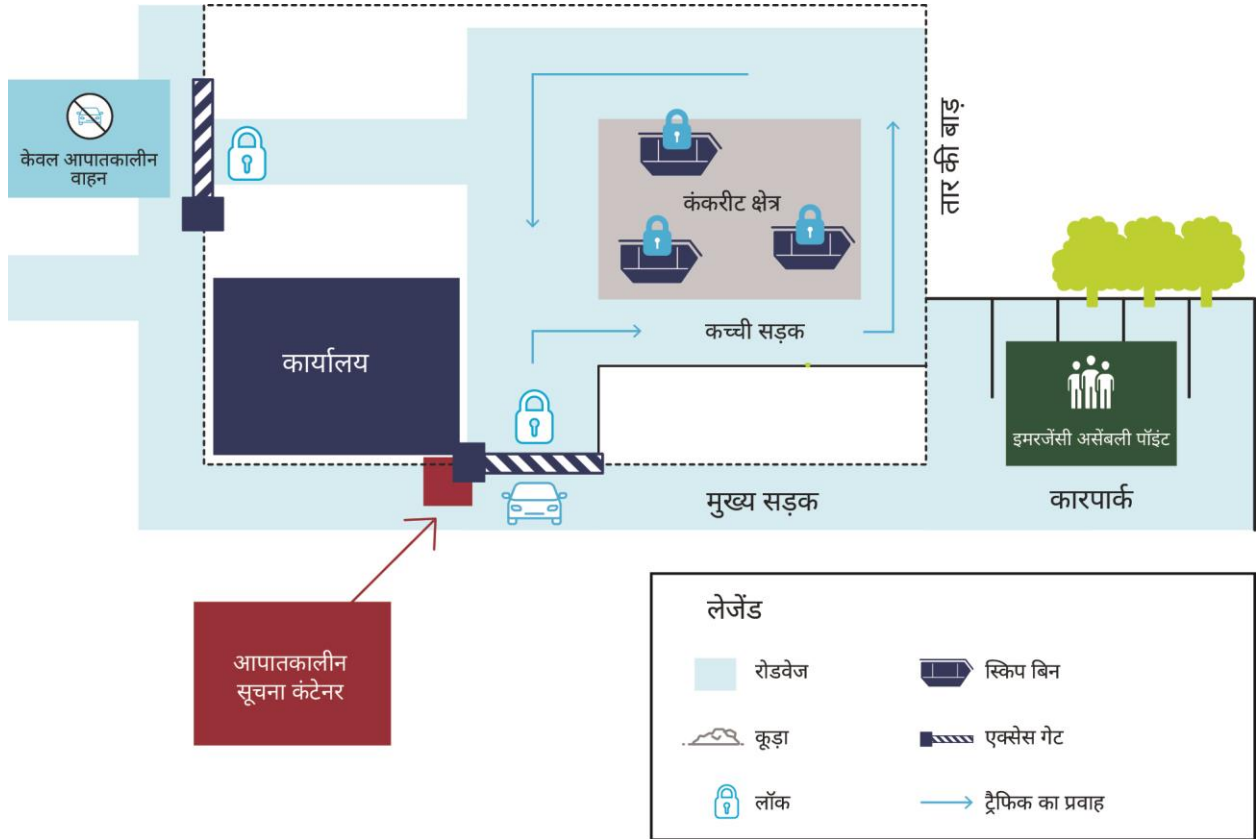 केवल आपातकालीन
वाहन
कंकरीट क्षेत्र
तार की बाड़
कच्ची सड़क
कार्यालय
इमरजेंसी असेंबली पॉइंट
मुख्य सड़क
कारपार्क
आपातकालीन
सूचना कंटेनर
लेजेंड
रोडवेज
स्किप बिन
कूड़ा
एक्सेस गेट
लॉक
ट्रैफिक का प्रवाह